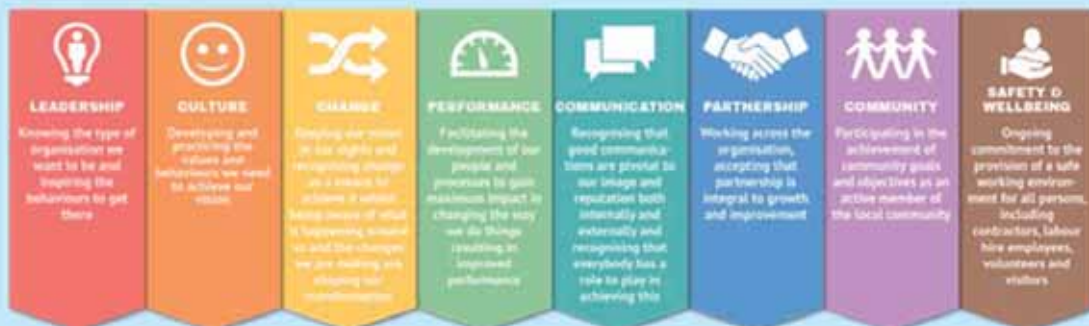 LEADERSHIP
Knowing the type of
organisation we
want to be and
inspiring the
behaviours to get
there
CULTURE
Developing and
practising the
values and
behaviours we need
to achieve our
vision
CHANGE
Keeping our vision
in our sights and
recognising change
as a means to
achieve it whilst
being aware of what
is happening around
us and the changes
we are making are
shaping our
transformation
PERFORMANCE
Facilitating the
development of our
people and
processes to gain
maximum impact in
changing the way
we do things
resulting in
improved
performance
COMMUNICATION
Recognising that
good communica-
tions are pivotal to
our image and
reputation both
internally and
externally and
recognising that
everybody has a
role to play in
achieving this
PARTNERSHIP
Working across the
organisation,
accepting that
partnership is
integral to growth
and improvement
COMMUNITY
Participating in the
achievement of
community goals
and objectives as an
active member of
the local community
SAFETY &
WELLBEING
Ongoing
commitment to the
provision of a safe
working environ-
ment for all persons,
including
contractors, labour
hire employees,
volunteers and
visitors